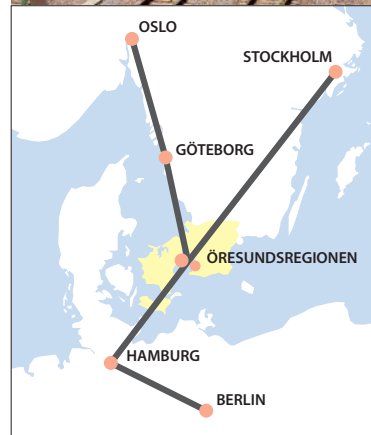 OSLO
STOCKHOLM
GÖTEBORG
ÖRESUNDSREGIONEN
HAMBURG
BERLIN